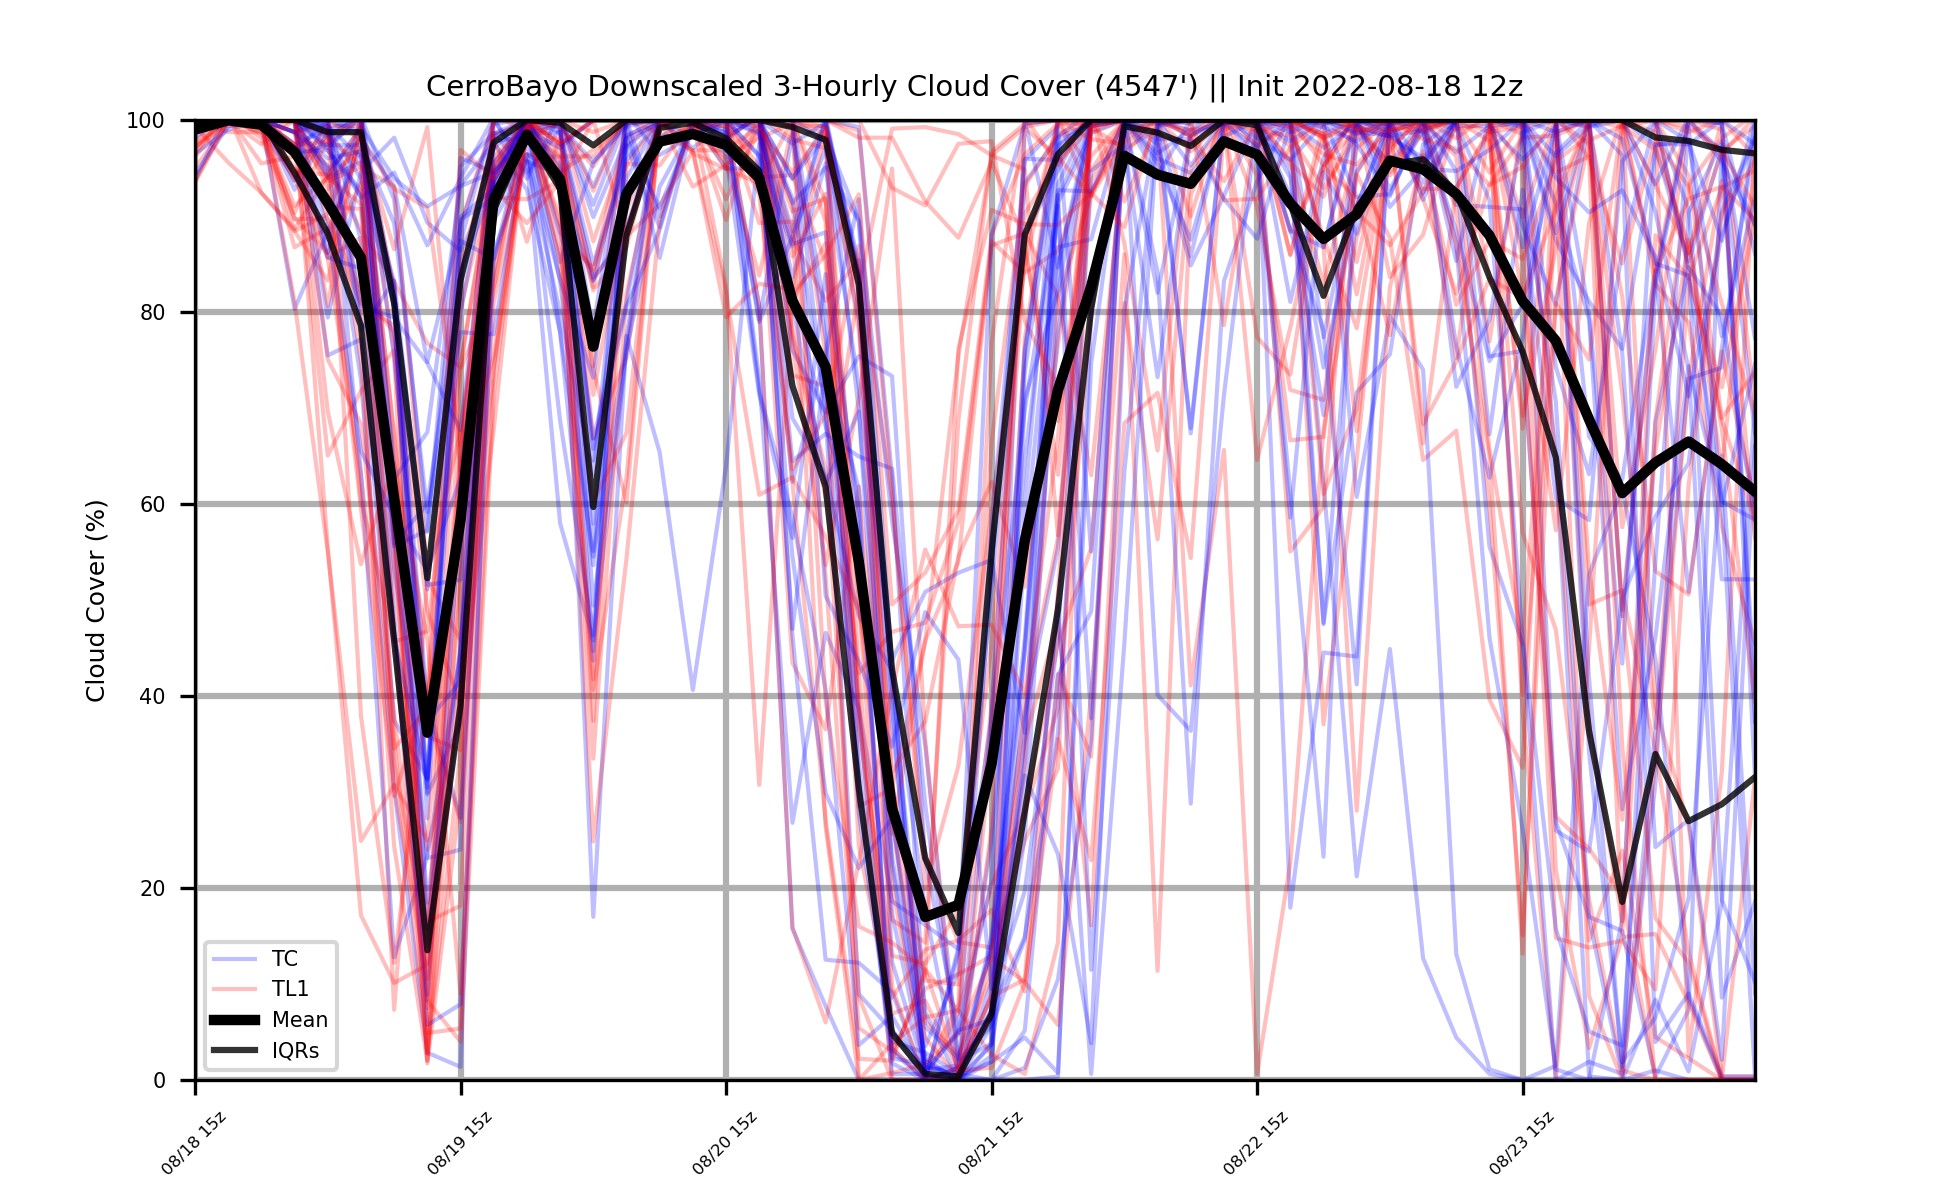 CerroBayo Downscaled 3-Hourly Cloud Cover (4547') || Init 2022-08-18 12z
Cloud Cover (%)
100
80
60
40
20
0
TC
TL1
Mean
IQRs
08/18 15z
08/19 15z
08/20 15z
08/21 15z
08/22 15z
08/23 15z